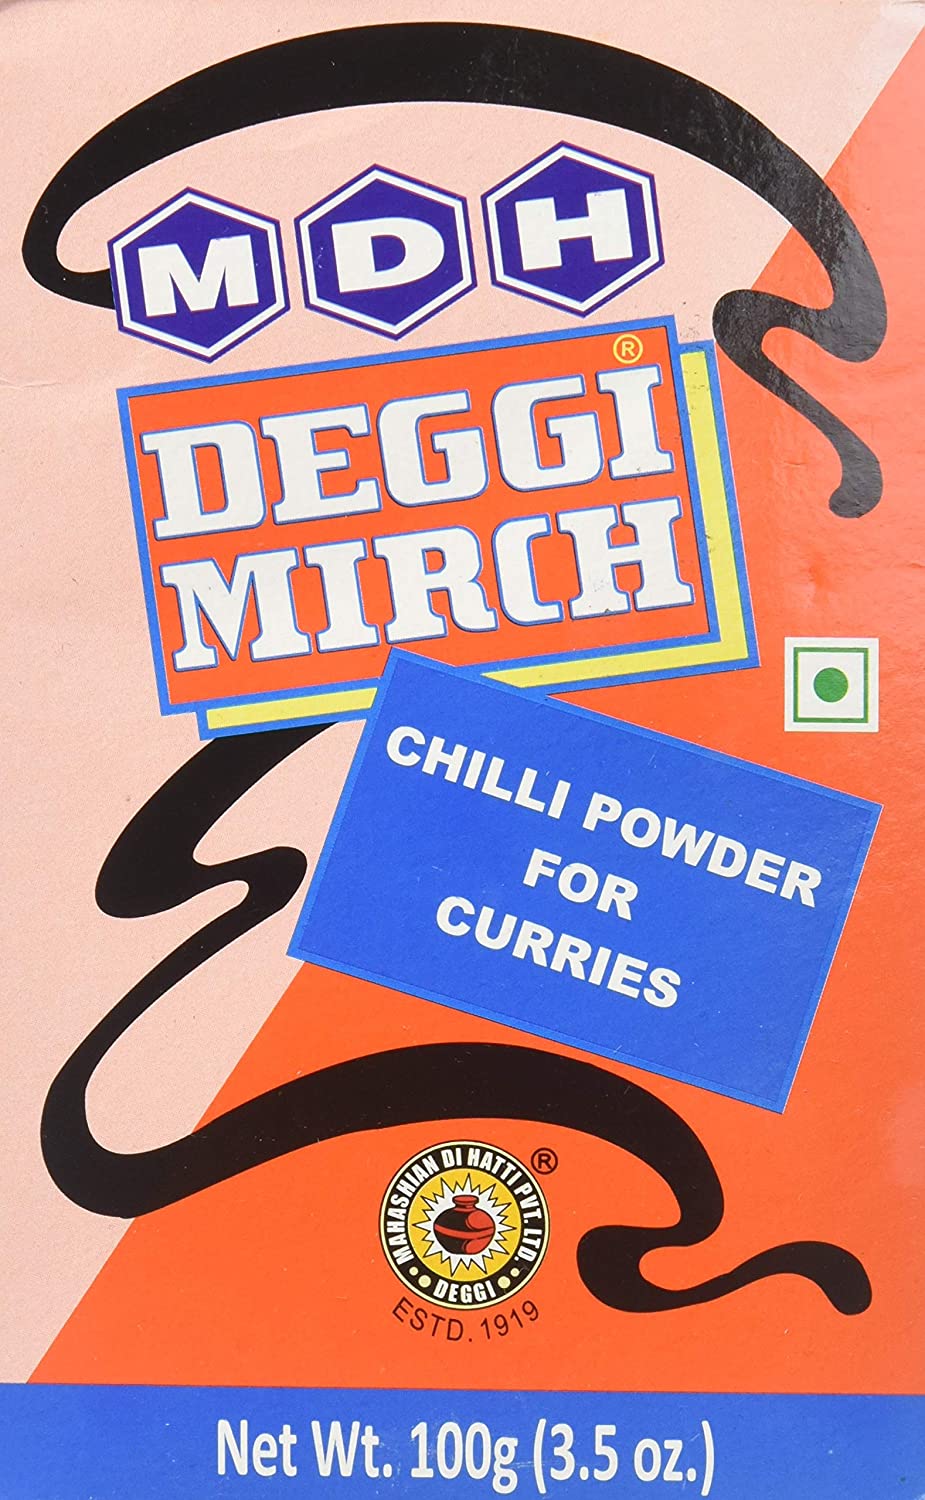 MDH
DEGGI®
MIRCH
CHILLI POWDER
FOR
CURRIES
MAHASHIAN DI HATTI PVT. LTD.
®
DEGGI
ESTD. 1919
Net Wt. 100g (3.5 oz.)